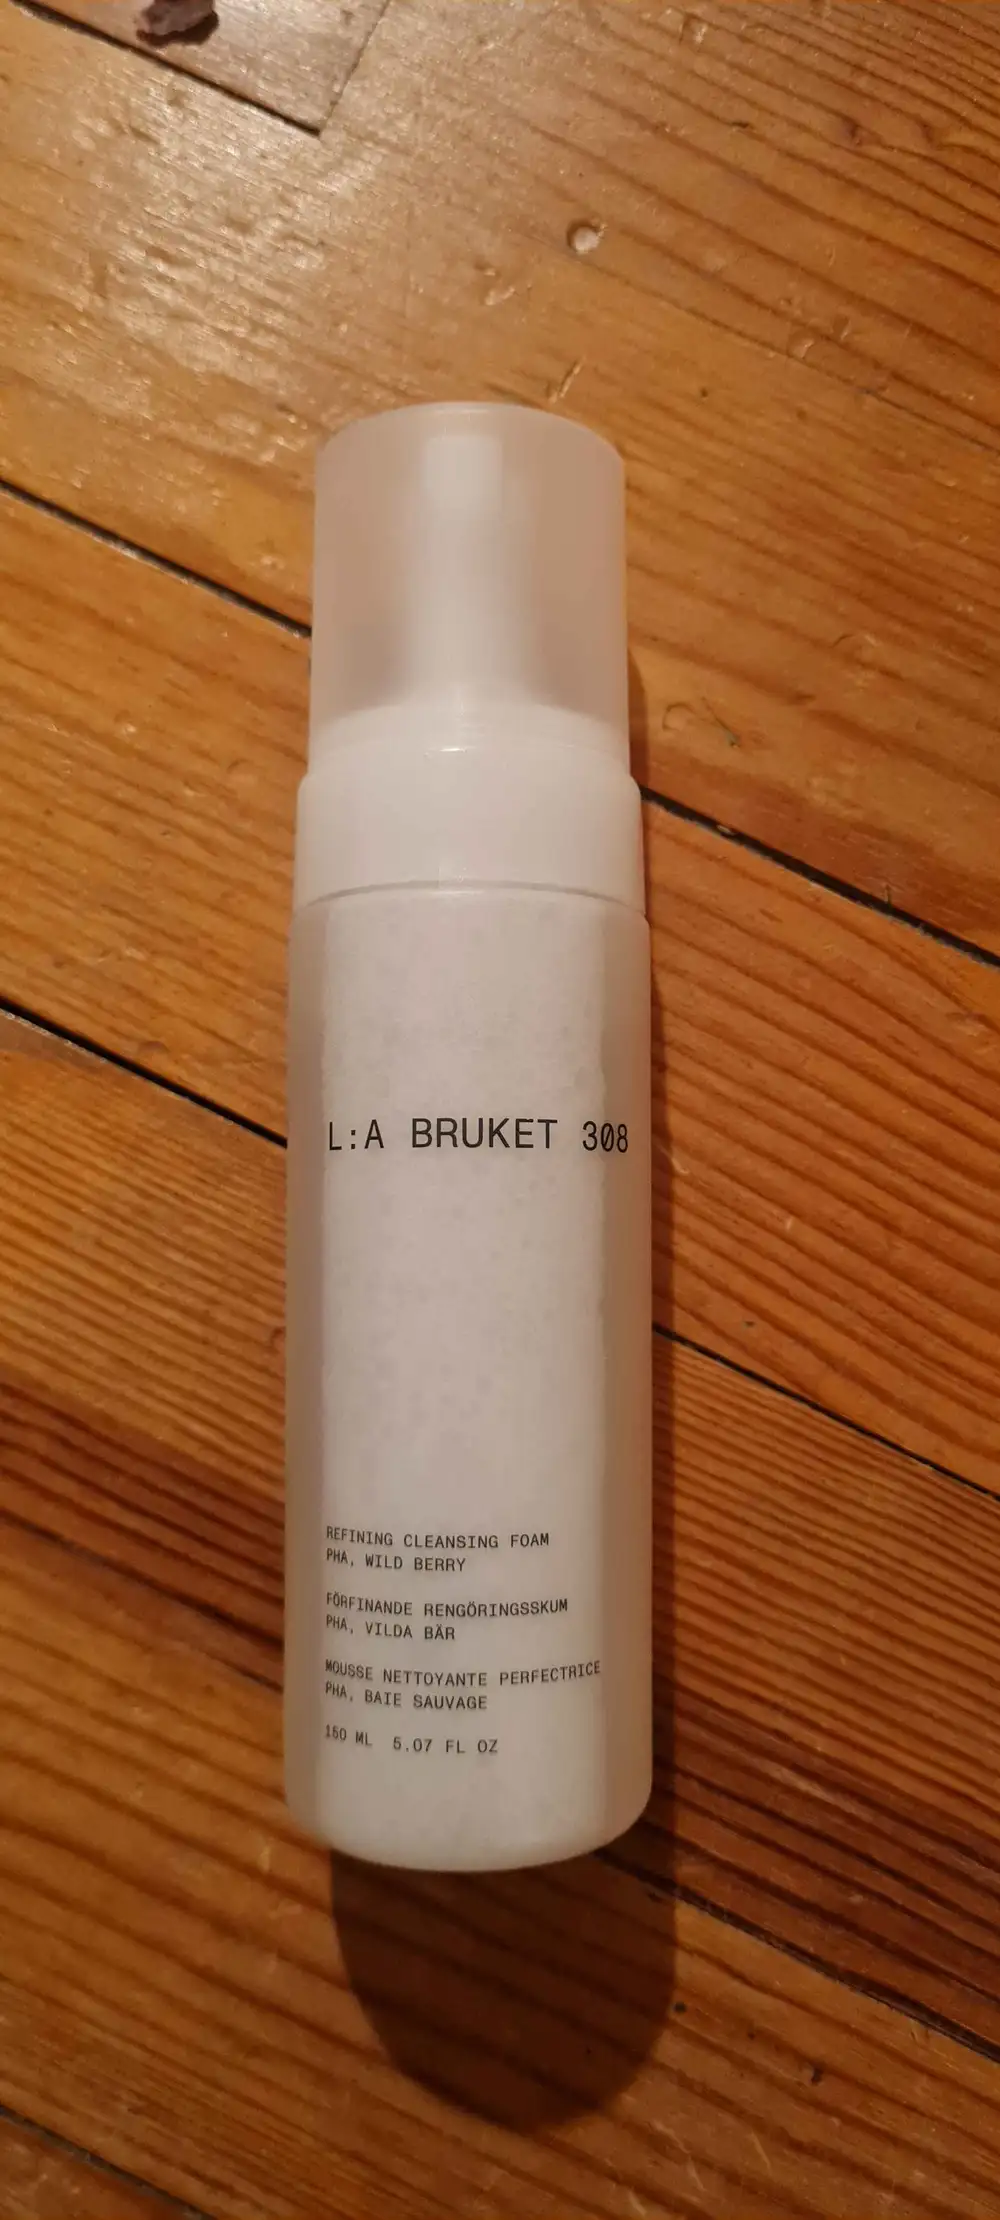 L:A BRUKET 308
REFINING CLEANSING FOAM
PHA, WILD BERRY
FÖRFINANDE RENGÖRINGSSKUM
PHA, VILDA BÄR
MOUSSE NETTOYANTE PERFECTRICE
PHA, BAIE SAUVAGE
150 ML 5.07 FL OZ